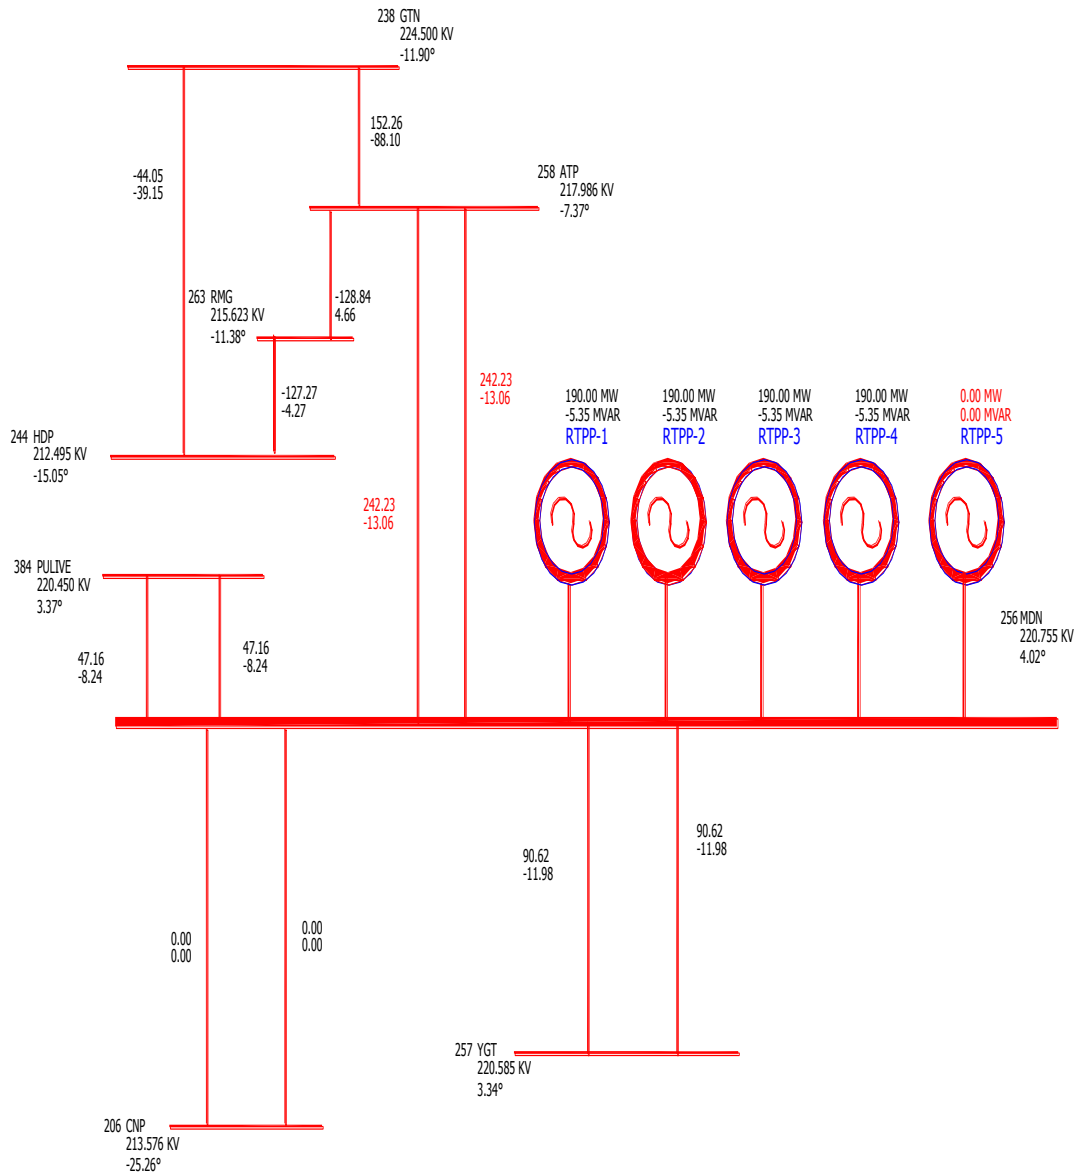 238 GTN
224.500 KV
-11.90°
152.26
-88.10
-44.05
-39.15
258 ATP
217.986 KV
-7.37°
263 RMG
215.623 KV
-11.38°
-128.84
4.66
-127.27
-4.27
242.23
-13.06
190.00 MW
-5.35 MVAR
RTPP-1
190.00 MW
-5.35 MVAR
RTPP-2
190.00 MW
-5.35 MVAR
RTPP-3
190.00 MW
-5.35 MVAR
RTPP-4
0.00 MW
0.00 MVAR
RTPP-5
244 HDP
212.495 KV
-15.05°
242.23
-13.06
384 PULIVE
220.450 KV
3.37°
256 MDN
220.755 KV
4.02°
47.16
-8.24
47.16
-8.24
90.62
-11.98
90.62
-11.98
0.00
0.00
0.00
0.00
257 YGT
220.585 KV
3.34°
206 CNP
213.576 KV
-25.26°